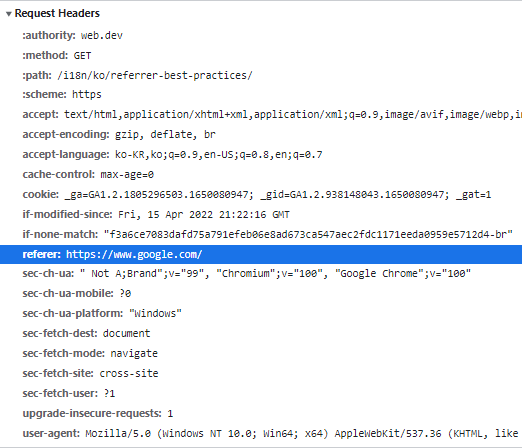 Request Headers
:authority: web.dev
:method: GET
:path: /i18n/ko/referrer-best-practices/
:scheme: https
accept: text/html,application/xhtml+xml,application/xml;q=0.9,image/avif,image/webp,i
accept-encoding: gzip, deflate, br
accept-language: ko-KR,ko;q=0.9,en-US;q=0.8,en;q=0.7
cache-control: max-age=0
cookie: _ga=GA1.2.1805296503.1650080947; _gid=GA1.2.938148043.1650080947; _gat=1
if-modified-since: Fri, 15 Apr 2022 21:22:16 GMT
if-none-match: "f3a6ce7083dafd75a791efeb06e8ad673ca547aec2fdc1171eeda0959e5712d4-br"
referer: https://www.google.com/
sec-ch-ua: " Not A;Brand";v="99", "Chromium";v="100", "Google Chrome";v="100"
sec-ch-ua-mobile: ?0
sec-ch-ua-platform: "Windows"
sec-fetch-dest: document
sec-fetch-mode: navigate
sec-fetch-site: cross-site
sec-fetch-user: ?1
upgrade-insecure-requests: 1
user-agent: Mozilla/5.0 (Windows NT 10.0; Win64; x64) AppleWebKit/537.36 (KHTML, like